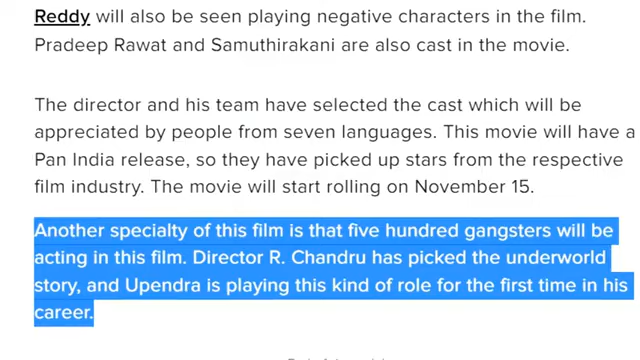 Reddy will also be seen playing negative characters in the film.
Pradeep Rawat and Samuthirakani are also cast in the movie.
The director and his team have selected the cast which will be
appreciated by people from seven languages. This movie will have a
Pan India release, so they have picked up stars from the respective
film industry. The movie will start rolling on November 15.
Another specialty of this film is that five hundred gangsters will be
acting in this film. Director R. Chandru has picked the underworld
story, and Upendra is playing this kind of role for the first time in his
career.